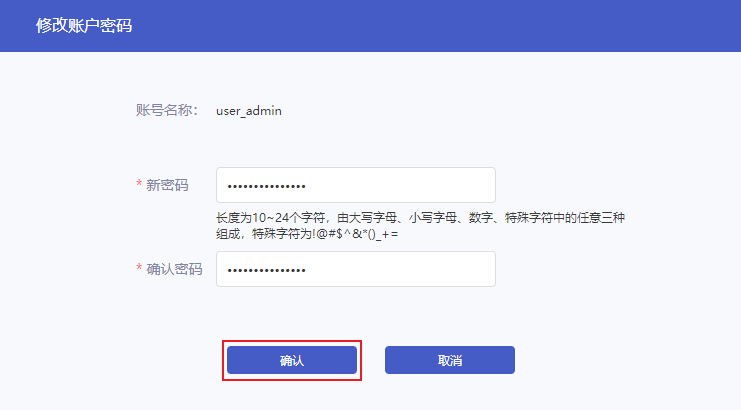 修改账户密码
账号名称： user_admin
* 新密码 •••••••••••••••
长度为10~24个字符，由大写字母、小写字母、数字、特殊字符中的任意三种
组成，特殊字符为!@#$^&*()_+=
* 确认密码 •••••••••••••••
确认 取消